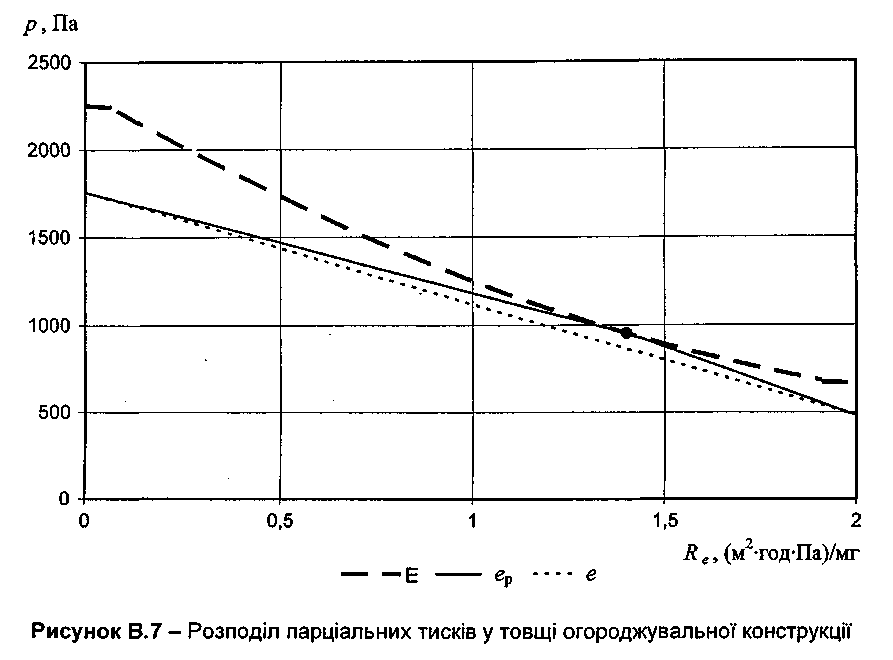 p, Па
2500
2000
1500
1000
500
0
0 0,5 1 1,5 2
R e, (м²·год·Па)/мг
E eр e
Рисунок В.7 – Розподіл парціальних тисків у товщі огороджувальної конструкції